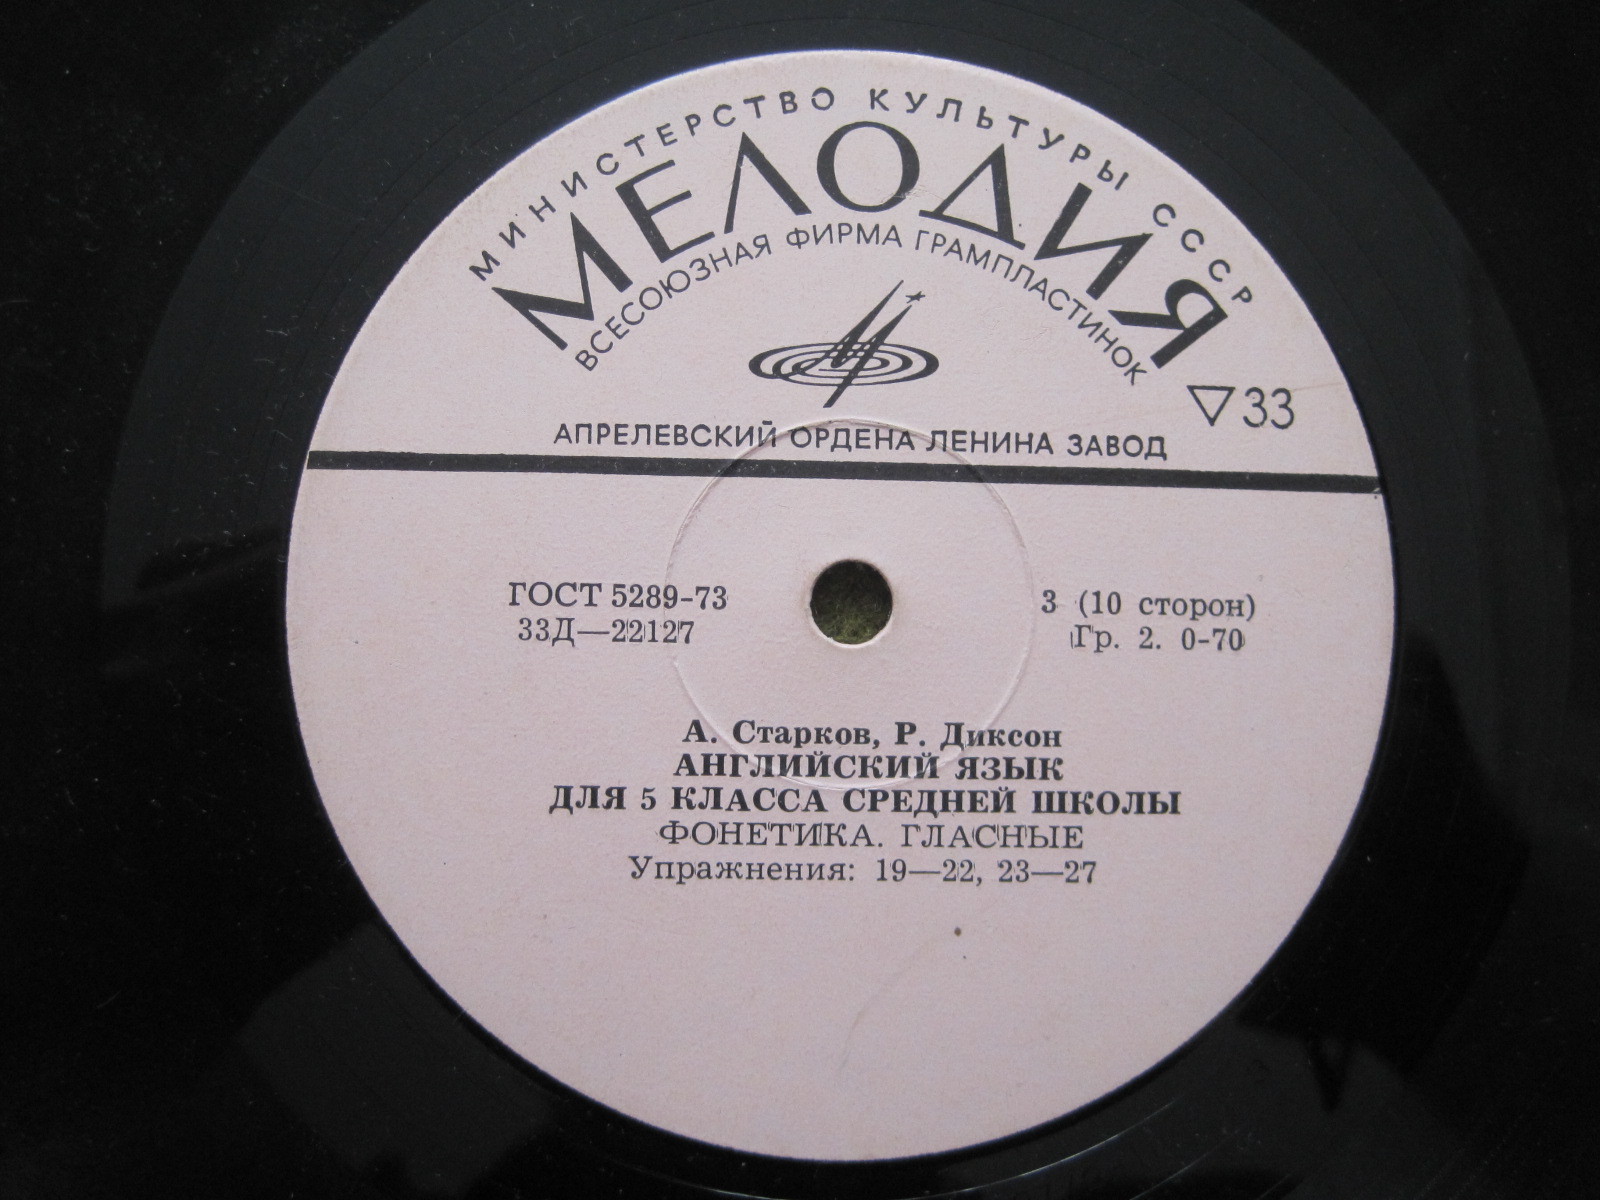 МИНИСТЕРСТВО КУЛЬТУРЫ СССР
МЕЛОДИЯ
ВСЕСОЮЗНАЯ ФИРМА ГРАМПЛАСТИНОК
33
АПРЕЛЕВСКИЙ ОРДЕНА ЛЕНИНА ЗАВОД
ГОСТ 5289-73
33Д—22127
3 (10 сторон)
Гр. 2. 0-70
А. Старков, Р. Диксон
АНГЛИЙСКИЙ ЯЗЫК
ДЛЯ 5 КЛАССА СРЕДНЕЙ ШКОЛЫ
ФОНЕТИКА. ГЛАСНЫЕ
Упражнения: 19—22, 23—27